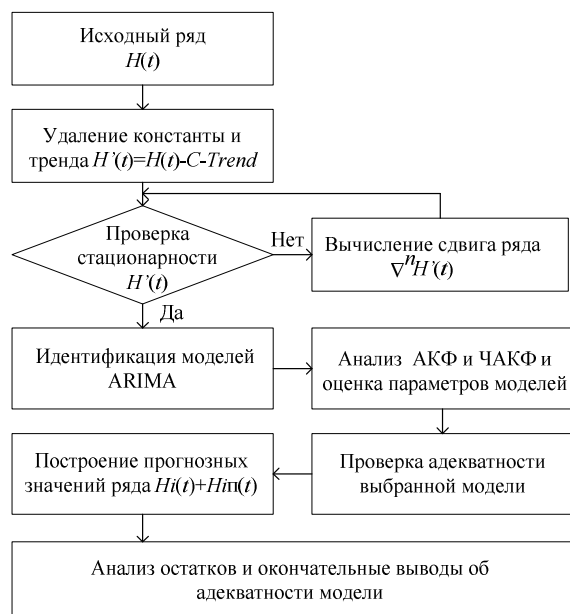 Исходный ряд
H(t)
Удаление константы и
тренда H’(t)=H(t)-C-Trend
Проверка
стационарности
H’(t)
Нет
Вычисление сдвига ряда
∇ⁿH’(t)
Да
Идентификация моделей
ARIMA
Анализ АКФ и ЧАКФ и
оценка параметров моделей
Построение прогнозных
значений ряда Hi(t)+Hiп(t)
Проверка адекватности
выбранной модели
Анализ остатков и окончательные выводы об
адекватности модели